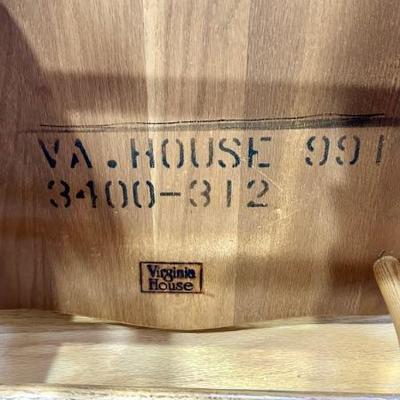 VA.HOUSE 991
3400-312
Virginia
House